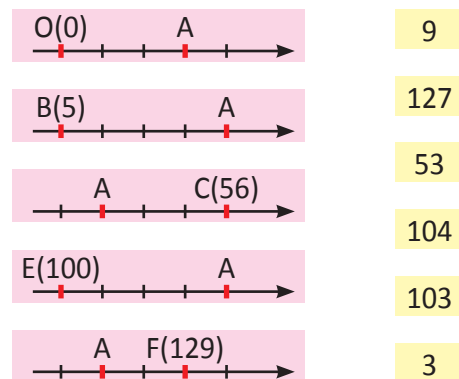 O(0) A
B(5) A
A C(56)
E(100) A
A F(129)
9
127
53
104
103
3